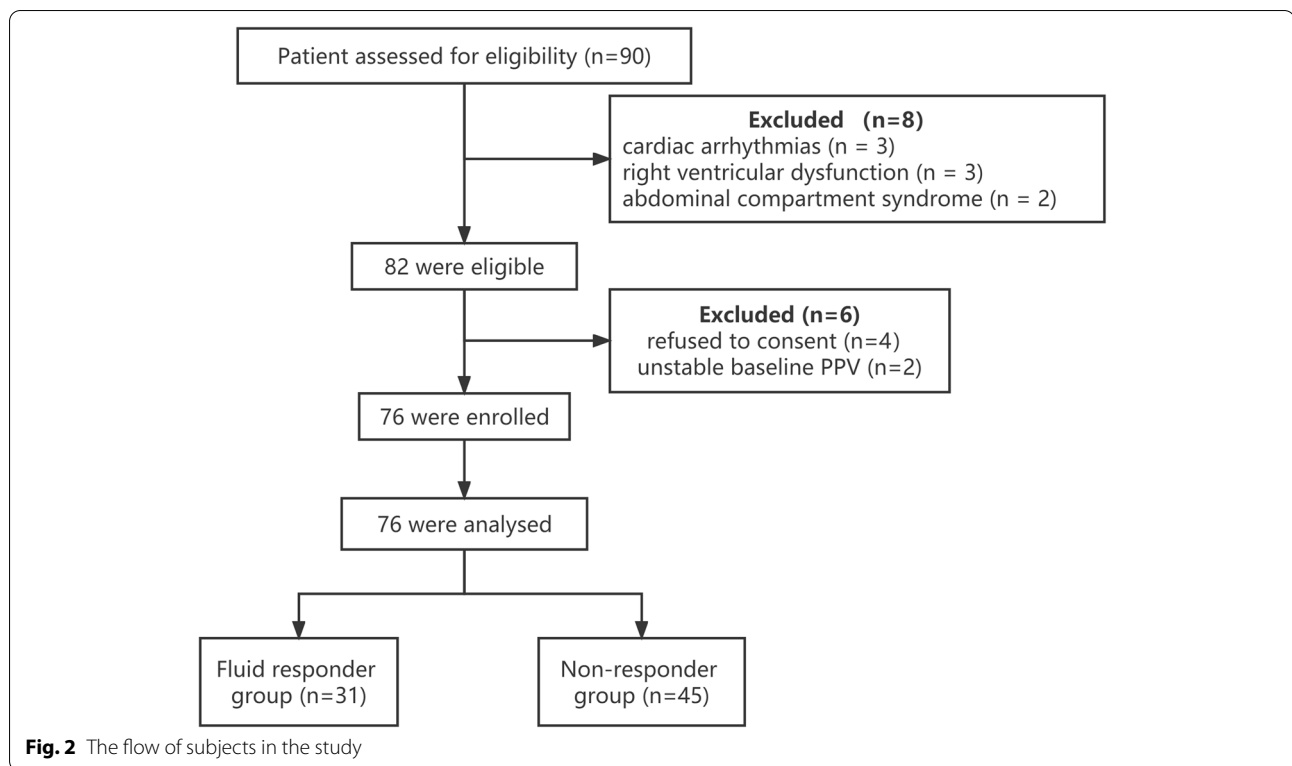 Patient assessed for eligibility (n=90)
Excluded (n=8)
cardiac arrhythmias (n = 3)
right ventricular dysfunction (n = 3)
abdominal compartment syndrome (n = 2)
82 were eligible
Excluded (n=6)
refused to consent (n=4)
unstable baseline PPV (n=2)
76 were enrolled
76 were analysed
Fluid responder
group (n=31)
Non-responder
group (n=45)
Fig. 2 The flow of subjects in the study